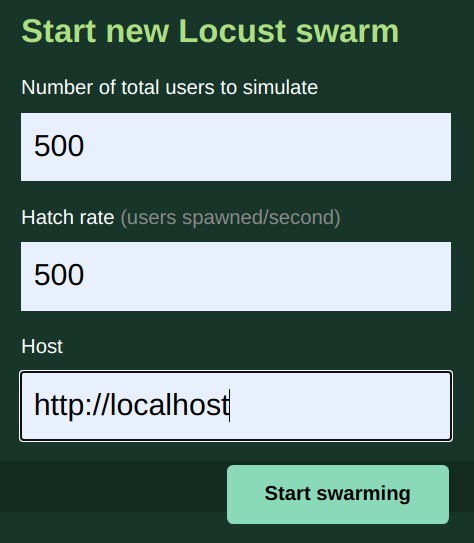 Start new Locust swarm
Number of total users to simulate
500
Hatch rate (users spawned/second)
500
Host
http://localhost
Start swarming